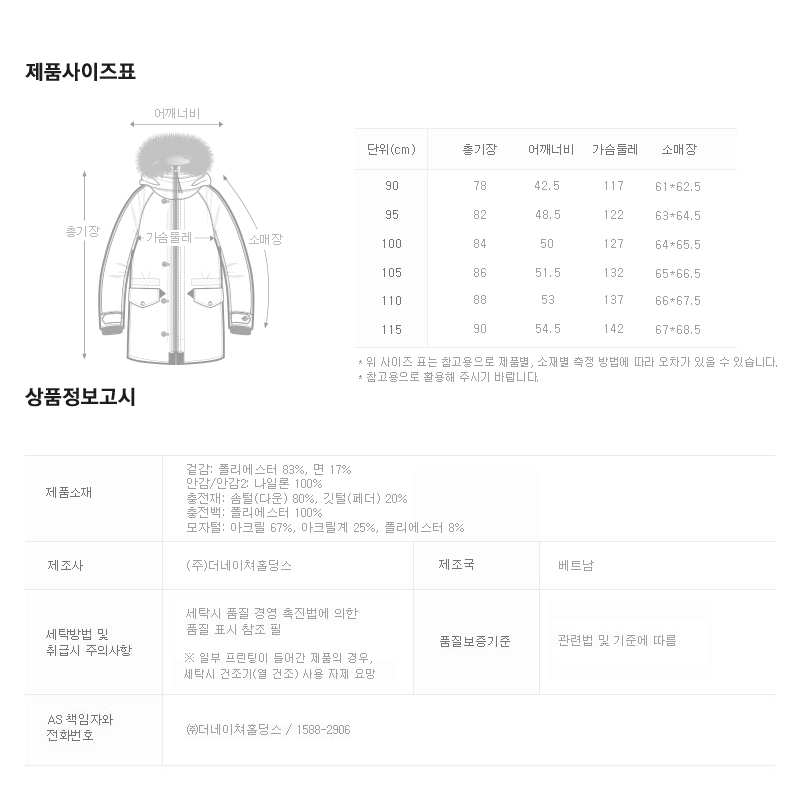 제품사이즈표
어깨너비
총기장
가슴둘레
소매장
단위(cm) 총기장 어깨너비 가슴둘레 소매장
90 78 42.5 117 61*62.5
95 82 48.5 122 63*64.5
100 84 50 127 64*65.5
105 86 51.5 132 65*66.5
110 88 53 137 66*67.5
115 90 54.5 142 67*68.5
* 위 사이즈 표는 참고용으로 제품별, 소재별 측정 방법에 따라 오차가 있을 수 있습니다.
* 참고용으로 활용해 주시기 바랍니다.
상품정보고시
제품소재
겉감: 폴리에스터 83%, 면 17%
안감/안감2: 나일론 100%
충전재: 솜털(다운) 80%, 깃털(페더) 20%
충전백: 폴리에스터 100%
모자털: 아크릴 67%, 아크릴계 25%, 폴리에스터 8%
제조사 (주)더네이쳐홀딩스 제조국 베트남
세탁방법 및
취급시 주의사항
세탁시 품질 경영 촉진법에 의한
품질 표시 참조 필
※ 일부 프린팅이 들어간 제품의 경우,
세탁시 건조기(열 건조) 사용 자제 요망
품질보증기준 관련법 및 기준에 따름
AS 책임자와
전화번호
㈜더네이쳐홀딩스 / 1588-2906